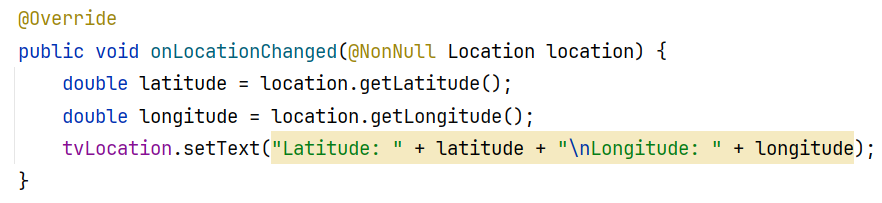 @Override
public void onLocationChanged(@NonNull Location location) {
    double latitude = location.getLatitude();
    double longitude = location.getLongitude();
    tvLocation.setText("Latitude: " + latitude + "\nLongitude: " + longitude);
}